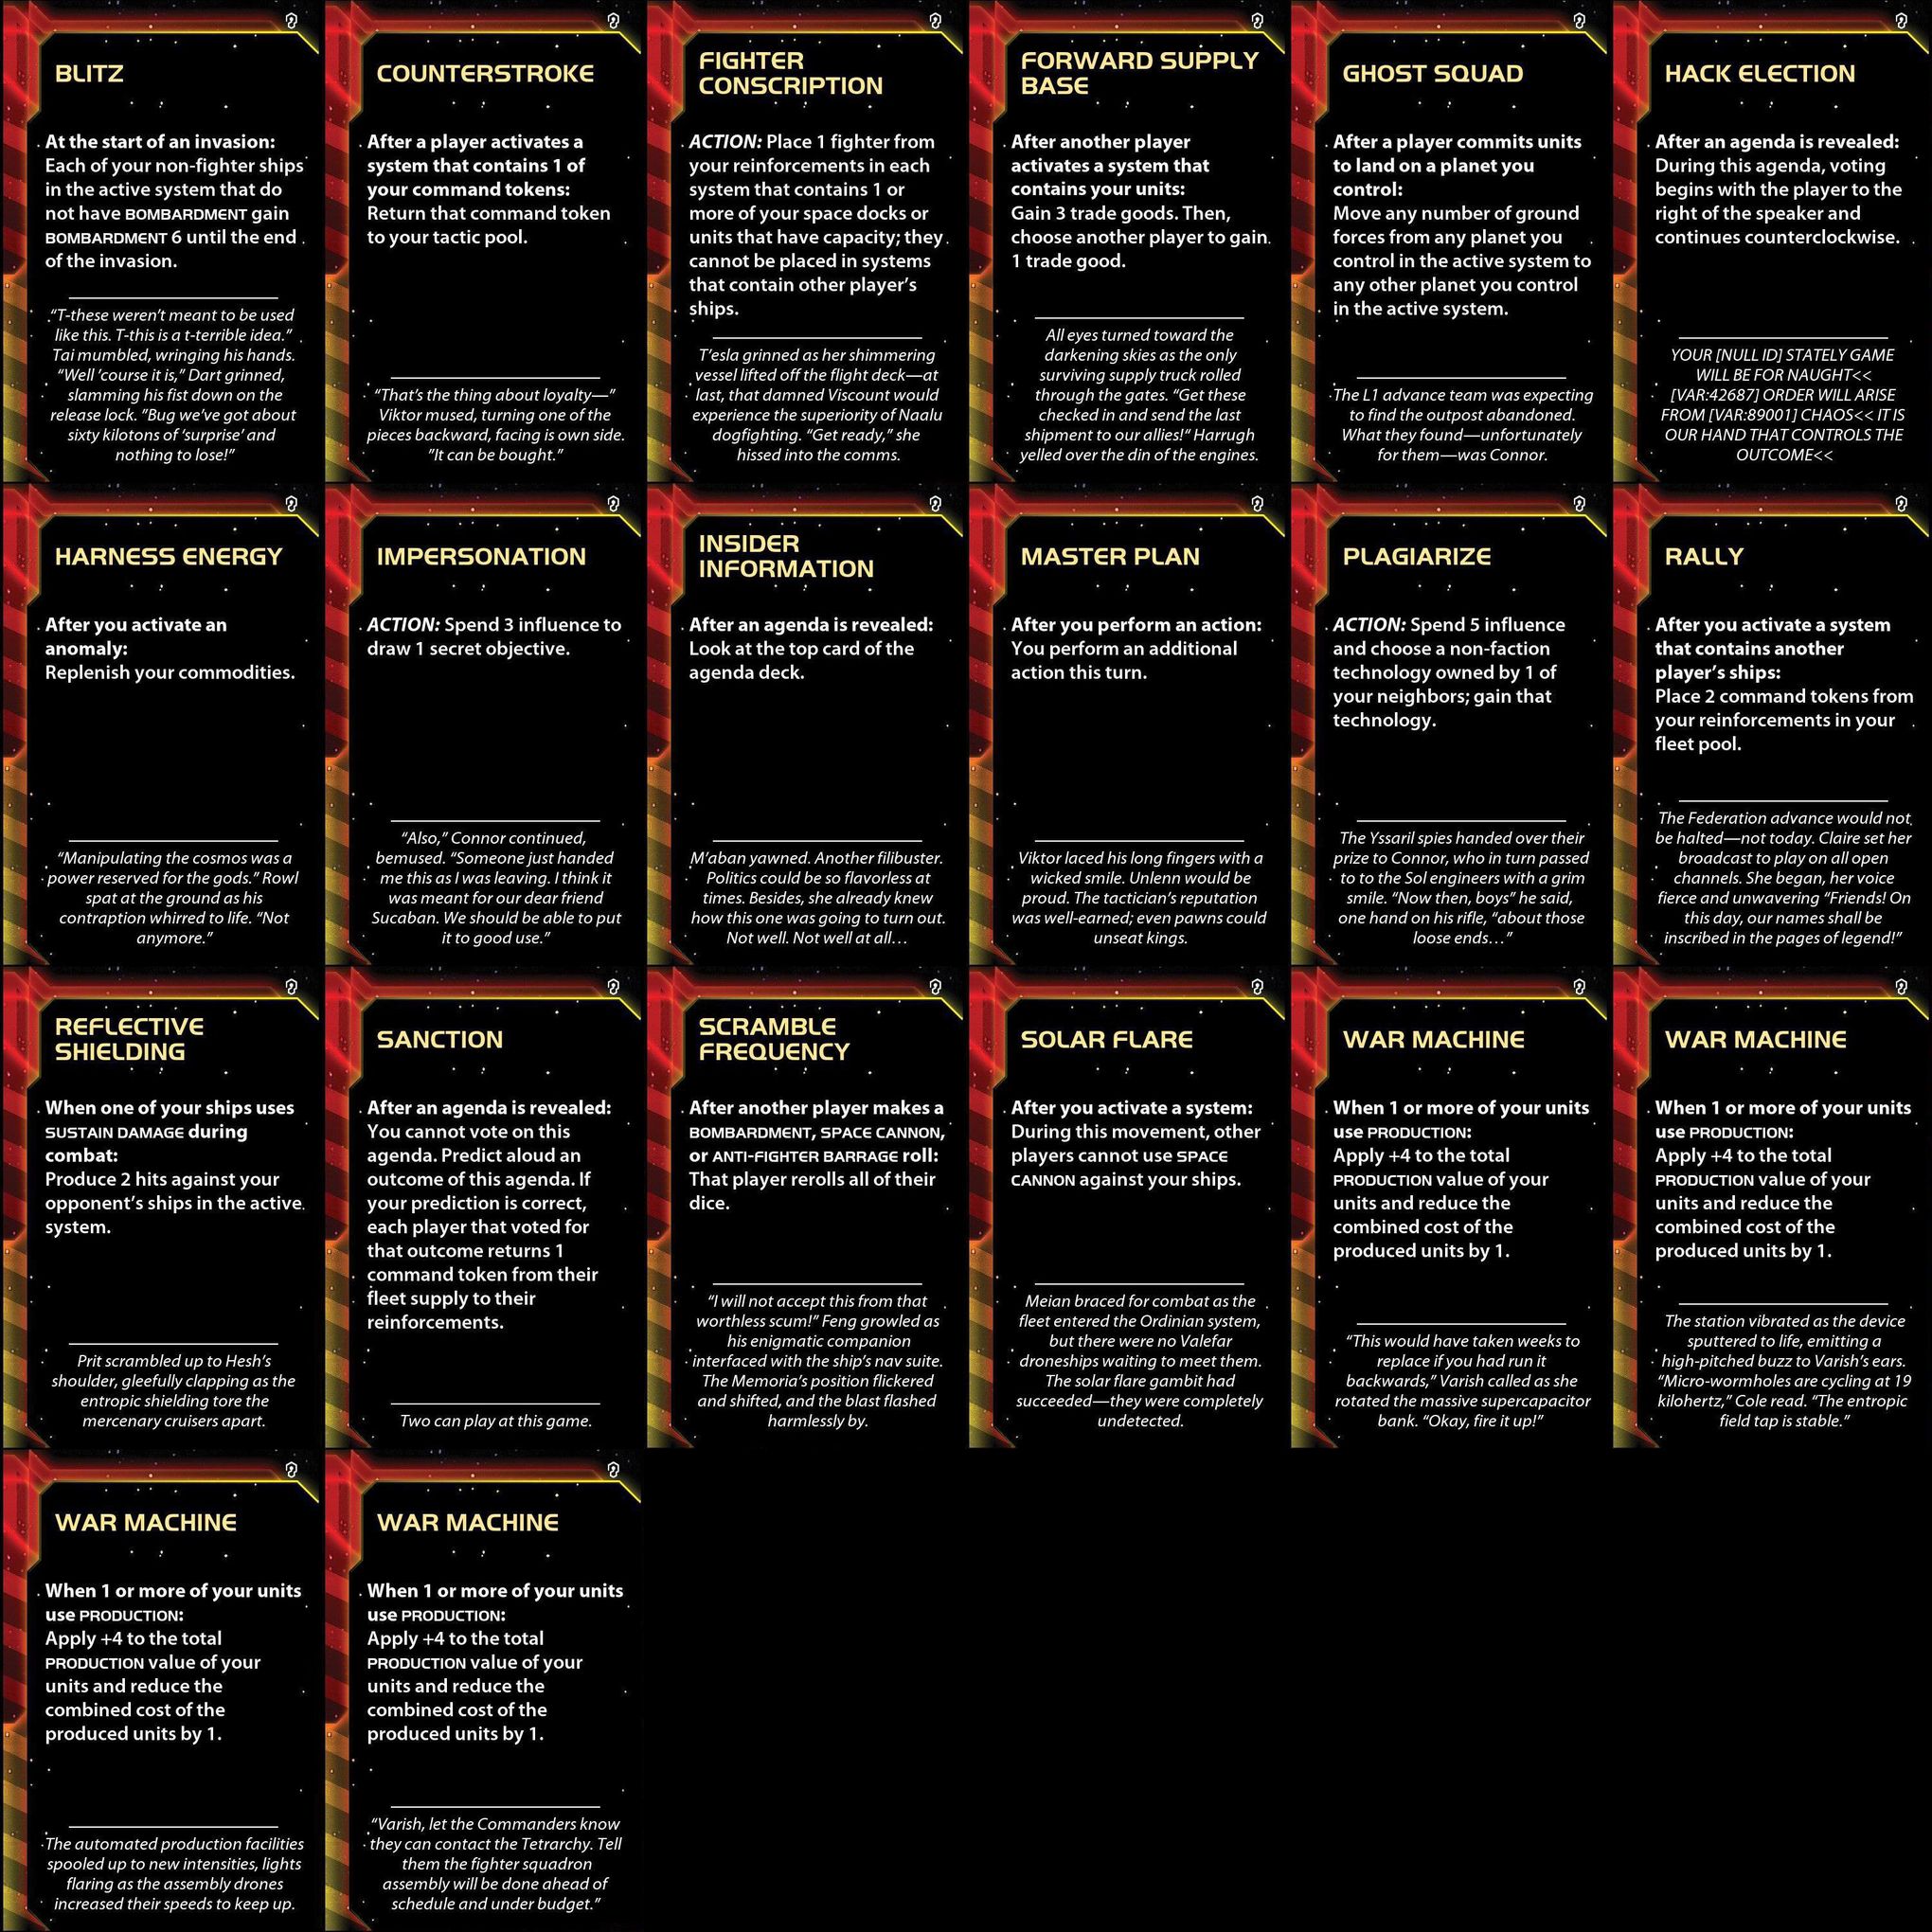 BLITZ
At the start of an invasion:
Each of your non-fighter ships
in the active system that do
not have BOMBARDMENT gain
BOMBARDMENT 6 until the end
of the invasion.
“T-these weren’t meant to be used
like this. T-this is a t-terrible idea.”
Tai mumbled, wringing his hands.
“Well ’course it is,” Dart grinned,
slamming his fist down on the
release lock. “Bug we’ve got about
sixty kilotons of ‘surprise’ and
nothing to lose!”
COUNTERSTROKE
After a player activates a
system that contains 1 of
your command tokens:
Return that command token
to your tactic pool.
“That’s the thing about loyalty—”
Viktor mused, turning one of the
pieces backward, facing is own side.
“It can be bought.”
FIGHTER
CONSCRIPTION
ACTION: Place 1 fighter from
your reinforcements in each
system that contains 1 or
more of your space docks or
units that have capacity; they
cannot be placed in systems
that contain other player’s
ships.
T’esla grinned as her shimmering
vessel lifted off the flight deck—at
last, that damned Viscount would
experience the superiority of Naalu
dogfighting. “Get ready,” she
hissed into the comms.
FORWARD SUPPLY
BASE
After another player
activates a system that
contains your units:
Gain 3 trade goods. Then,
choose another player to gain
1 trade good.
All eyes turned toward the
darkening skies as the only
surviving supply truck rolled
through the gates. “Get these
checked in and send the last
shipment to our allies!“ Harrugh
yelled over the din of the engines.
GHOST SQUAD
After a player commits units
to land on a planet you
control:
Move any number of ground
forces from any planet you
control in the active system to
any other planet you control
in the active system.
The L1 advance team was expecting
to find the outpost abandoned.
What they found—unfortunately
for them—was Connor.
HACK ELECTION
After an agenda is revealed:
During this agenda, voting
begins with the player to the
right of the speaker and
continues counterclockwise.
YOUR [NULL ID] STATELY GAME
WILL BE FOR NAUGHT<<
[VAR:42687] ORDER WILL ARISE
FROM [VAR:89001] CHAOS<< IT IS
OUR HAND THAT CONTROLS THE
OUTCOME<<
HARNESS ENERGY
After you activate an
anomaly:
Replenish your commodities.
“Manipulating the cosmos was a
power reserved for the gods.” Rowl
spat at the ground as his
contraption whirred to life. “Not
anymore.”
IMPERSONATION
ACTION: Spend 3 influence to
draw 1 secret objective.
“Also,” Connor continued,
bemused. “Someone just handed
me this as I was leaving. I think it
was meant for our dear friend
Sucaban. We should be able to put
it to good use.”
INSIDER
INFORMATION
After an agenda is revealed:
Look at the top card of the
agenda deck.
M’aban yawned. Another filibuster.
Politics could be so flavorless at
times. Besides, she already knew
how this one was going to turn out.
Not well. Not well at all…
MASTER PLAN
After you perform an action:
You perform an additional
action this turn.
Viktor laced his long fingers with a
wicked smile. Unlenn would be
proud. The tactician’s reputation
was well-earned; even pawns could
unseat kings.
PLAGIARIZE
ACTION: Spend 5 influence
and choose a non-faction
technology owned by 1 of
your neighbors; gain that
technology.
The Yssaril spies handed over their
prize to Connor, who in turn passed
to to the Sol engineers with a grim
smile. “Now then, boys” he said,
one hand on his rifle, “about those
loose ends…”
RALLY
After you activate a system
that contains another
player’s ships:
Place 2 command tokens from
your reinforcements in your
fleet pool.
The Federation advance would not
be halted—not today. Claire set her
broadcast to play on all open
channels. She began, her voice
fierce and unwavering “Friends! On
this day, our names shall be
inscribed in the pages of legend!”
REFLECTIVE
SHIELDING
When one of your ships uses
SUSTAIN DAMAGE during
combat:
Produce 2 hits against your
opponent’s ships in the active
system.
Prit scrambled up to Hesh’s
shoulder, gleefully clapping as the
entropic shielding tore the
mercenary cruisers apart.
SANCTION
After an agenda is revealed:
You cannot vote on this
agenda. Predict aloud an
outcome of this agenda. If
your prediction is correct,
each player that voted for
that outcome returns 1
command token from their
fleet supply to their
reinforcements.
Two can play at this game.
SCRAMBLE
FREQUENCY
After another player makes a
BOMBARDMENT, SPACE CANNON,
or ANTI-FIGHTER BARRAGE roll:
That player rerolls all of their
dice.
“I will not accept this from that
worthless scum!” Feng growled as
his enigmatic companion
interfaced with the ship’s nav suite.
The Memoria’s position flickered
and shifted, and the blast flashed
harmlessly by.
SOLAR FLARE
After you activate a system:
During this movement, other
players cannot use SPACE
CANNON against your ships.
Meian braced for combat as the
fleet entered the Ordinian system,
but there were no Valefar
droneships waiting to meet them.
The solar flare gambit had
succeeded—they were completely
undetected.
WAR MACHINE
When 1 or more of your units
use PRODUCTION:
Apply +4 to the total
PRODUCTION value of your
units and reduce the
combined cost of the
produced units by 1.
“This would have taken weeks to
replace if you had run it
backwards,” Varish called as she
rotated the massive supercapacitor
bank. “Okay, fire it up!”
WAR MACHINE
When 1 or more of your units
use PRODUCTION:
Apply +4 to the total
PRODUCTION value of your
units and reduce the
combined cost of the
produced units by 1.
The station vibrated as the device
sputtered to life, emitting a
high-pitched buzz to Varish’s ears.
“Micro-wormholes are cycling at 19
kilohertz,” Cole read. “The entropic
field tap is stable.”
WAR MACHINE
When 1 or more of your units
use PRODUCTION:
Apply +4 to the total
PRODUCTION value of your
units and reduce the
combined cost of the
produced units by 1.
The automated production facilities
spooled up to new intensities, lights
flaring as the assembly drones
increased their speeds to keep up.
WAR MACHINE
When 1 or more of your units
use PRODUCTION:
Apply +4 to the total
PRODUCTION value of your
units and reduce the
combined cost of the
produced units by 1.
“Varish, let the Commanders know
they can contact the Tetrarchy. Tell
them the fighter squadron
assembly will be done ahead of
schedule and under budget.”